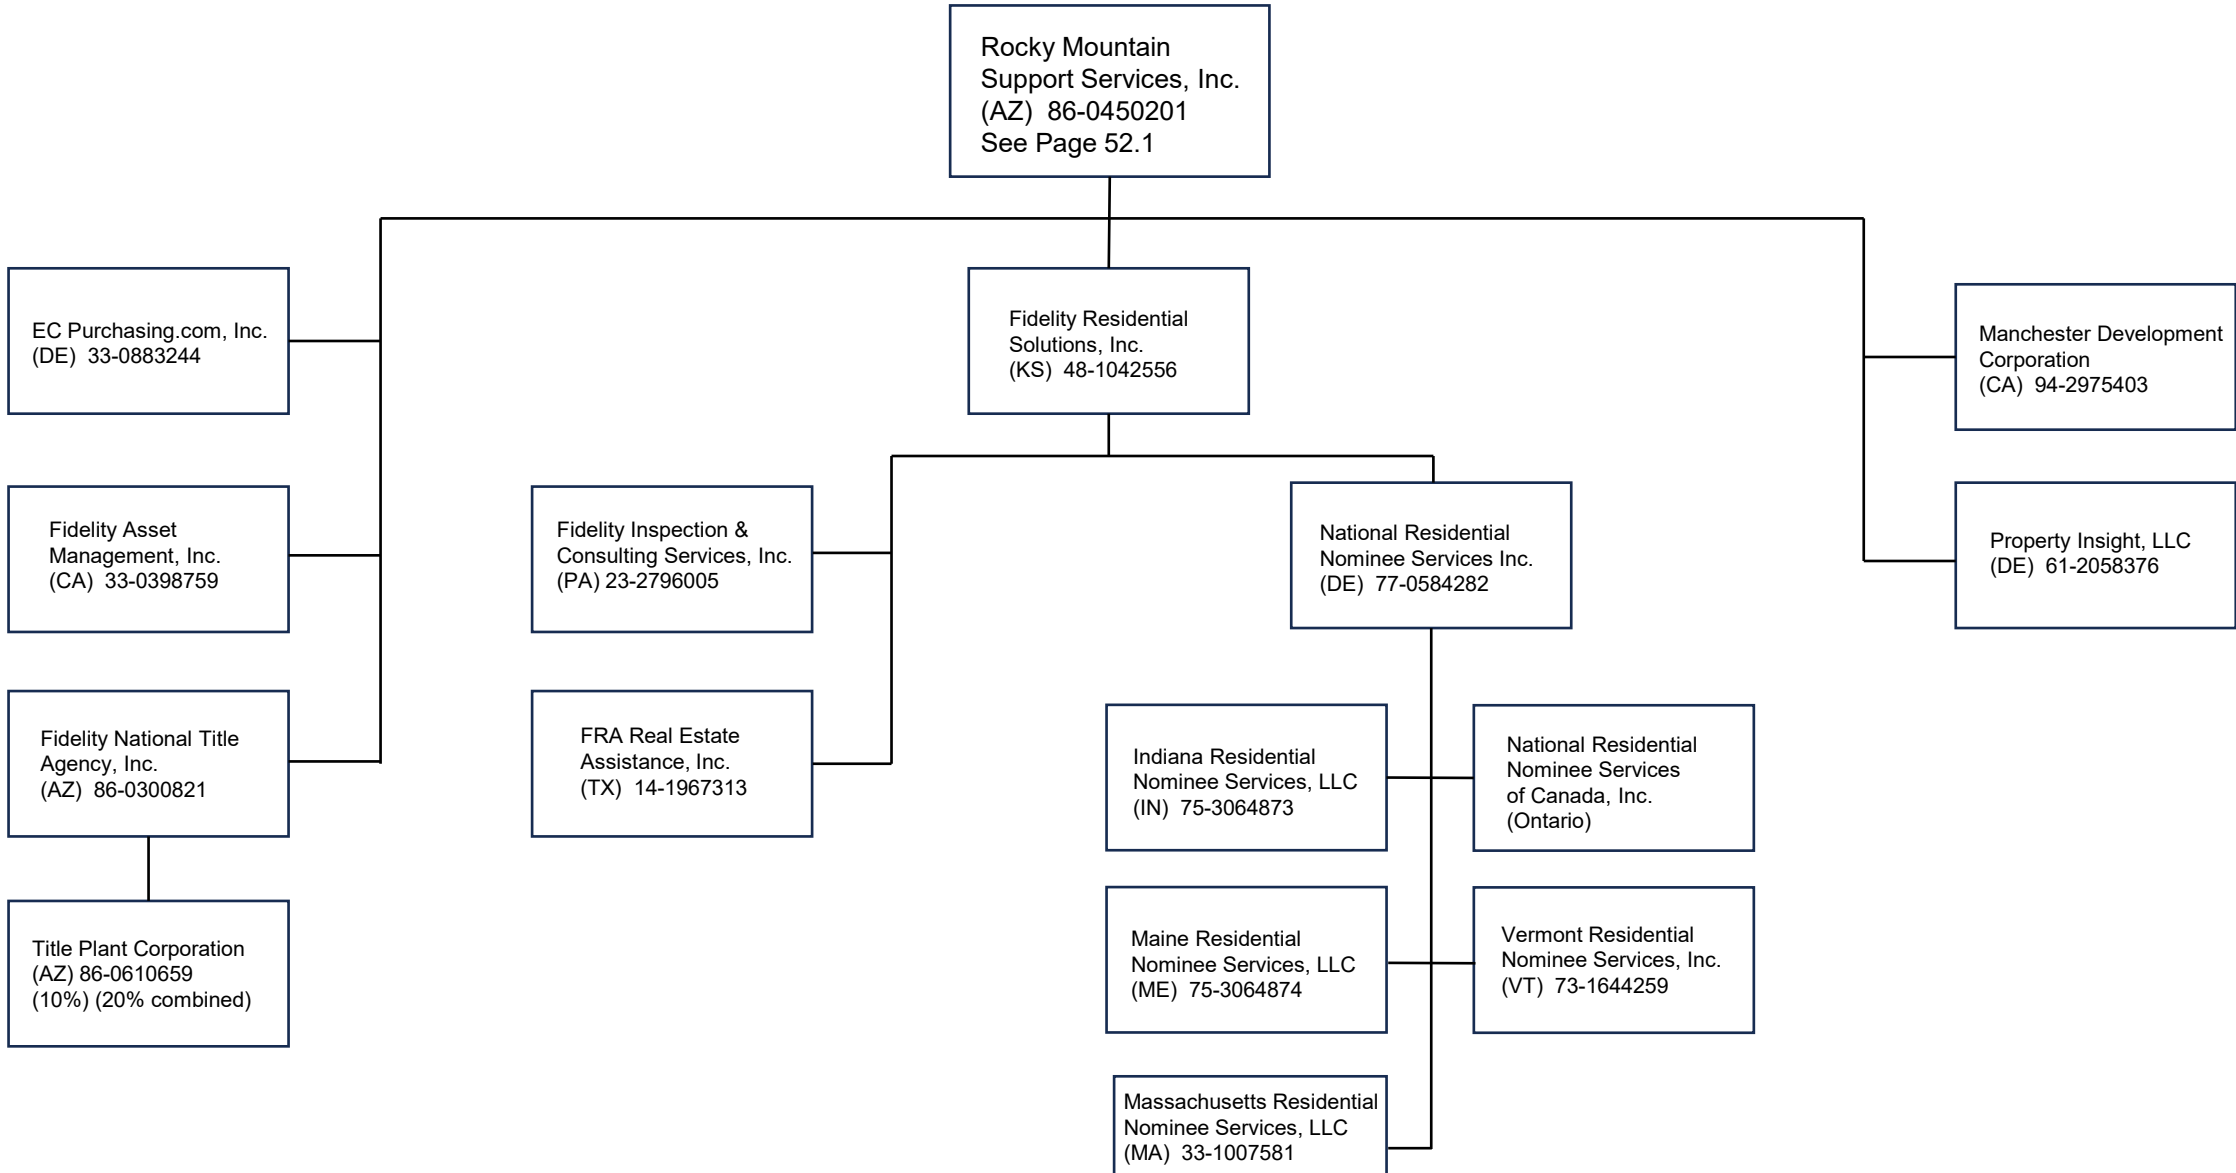 Rocky Mountain
Support Services, Inc.
(AZ)  86-0450201
See Page 52.1
EC Purchasing.com, Inc.
(DE)  33-0883244
Fidelity Residential
Solutions, Inc.
(KS)  48-1042556
Manchester Development
Corporation
(CA)  94-2975403
Fidelity Asset
Management, Inc.
(CA)  33-0398759
Fidelity Inspection &
Consulting Services, Inc.
(PA) 23-2796005
National Residential
Nominee Services Inc.
(DE)  77-0584282
Property Insight, LLC
(DE)  61-2058376
Fidelity National Title
Agency, Inc.
(AZ)  86-0300821
FRA Real Estate
Assistance, Inc.
(TX)  14-1967313
Indiana Residential
Nominee Services, LLC
(IN)  75-3064873
National Residential
Nominee Services
of Canada, Inc.
(Ontario)
Title Plant Corporation
(AZ) 86-0610659
(10%) (20% combined)
Maine Residential
Nominee Services, LLC
(ME)  75-3064874
Vermont Residential
Nominee Services, Inc.
(VT)  73-1644259
Massachusetts Residential
Nominee Services, LLC
(MA)  33-1007581